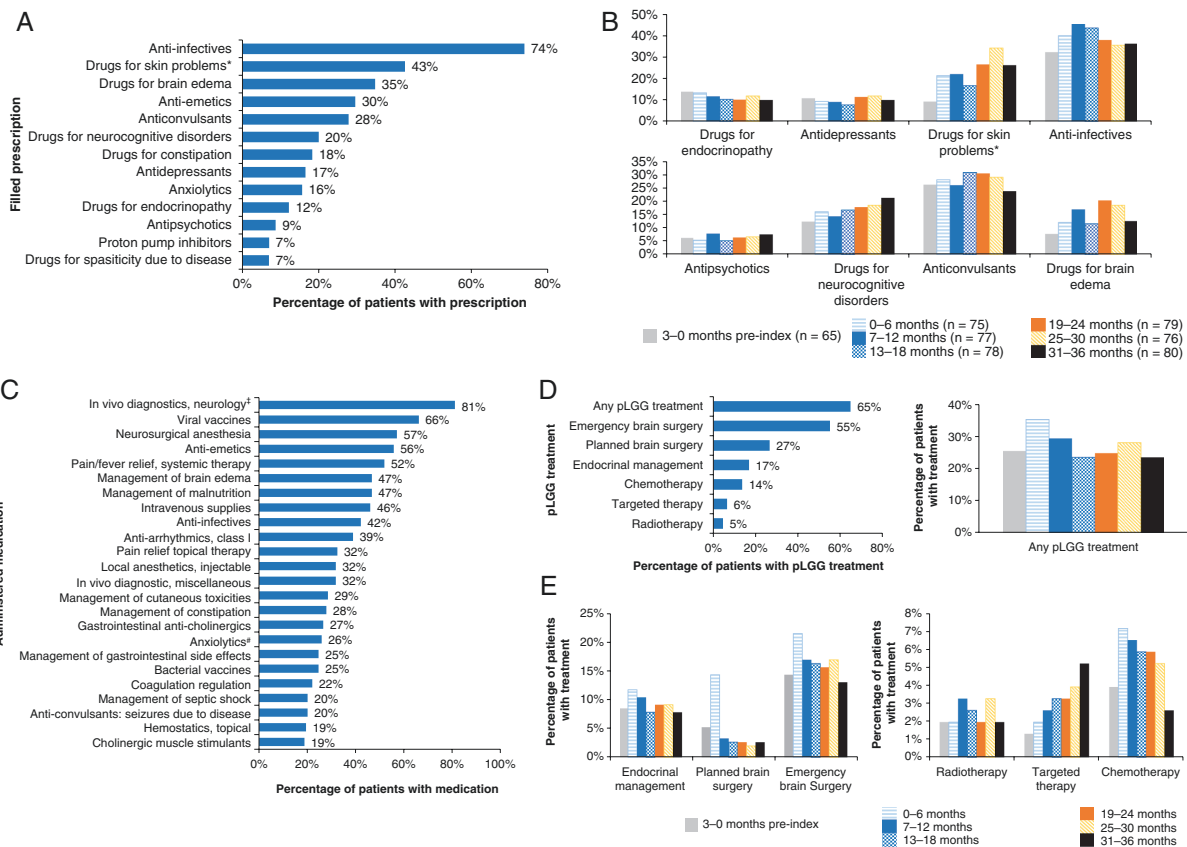 A
Filled prescription
Anti-infectives 74%
Drugs for skin problems* 43%
Drugs for brain edema 35%
Anti-emetics 30%
Anticonvulsants 28%
Drugs for neurocognitive disorders 20%
Drugs for constipation 18%
Antidepressants 17%
Anxiolytics 16%
Drugs for endocrinopathy 12%
Antipsychotics 9%
Proton pump inhibitors 7%
Drugs for spasiticity due to disease 7%
0% 20% 40% 60% 80%
Percentage of patients with prescription
B
50%
40%
30%
20%
10%
0%
Drugs for endocrinopathy
Antidepressants
Drugs for skin problems*
Anti-infectives
35%
30%
25%
20%
15%
10%
5%
0%
Antipsychotics
Drugs for neurocognitive disorders
Anticonvulsants
Drugs for brain edema
3–0 months pre-index (n = 65)
0–6 months (n = 75)
7–12 months (n = 77)
13–18 months (n = 78)
19–24 months (n = 79)
25–30 months (n = 76)
31–36 months (n = 80)
C
In vivo diagnostics, neurology‡ 81%
Viral vaccines 66%
Neurosurgical anesthesia 57%
Anti-emetics 56%
Pain/fever relief, systemic therapy 52%
Management of brain edema 47%
Management of malnutrition 47%
Intravenous supplies 46%
Anti-infectives 42%
Anti-arrhythmics, class I 39%
Pain relief topical therapy 32%
Local anesthetics, injectable 32%
In vivo diagnostic, miscellaneous 32%
Management of cutaneous toxicities 29%
Management of constipation 28%
Gastrointestinal anti-cholinergics 27%
Anxiolytics# 26%
Management of gastrointestinal side effects 25%
Bacterial vaccines 25%
Coagulation regulation 22%
Management of septic shock 20%
Anti-convulsants: seizures due to disease 20%
Hemostatics, topical 19%
Cholinergic muscle stimulants 19%
0% 20% 40% 60% 80% 100%
Percentage of patients with medication
D
pLGG treatment
Any pLGG treatment 65%
Emergency brain surgery 55%
Planned brain surgery 27%
Endocrinal management 17%
Chemotherapy 14%
Targeted therapy 6%
Radiotherapy 5%
0% 20% 40% 60% 80%
Percentage of patients with pLGG treatment
Percentage of patients
with treatment
40%
30%
20%
10%
0%
Any pLGG treatment
E
Percentage of patients
with treatment
25%
20%
15%
10%
5%
0%
Endocrinal management
Planned brain surgery
Emergency brain Surgery
Percentage of patients
with treatment
8%
7%
6%
5%
4%
3%
2%
1%
0%
Radiotherapy
Targeted therapy
Chemotherapy
3–0 months pre-index
0–6 months
7–12 months
13–18 months
19–24 months
25–30 months
31–36 months